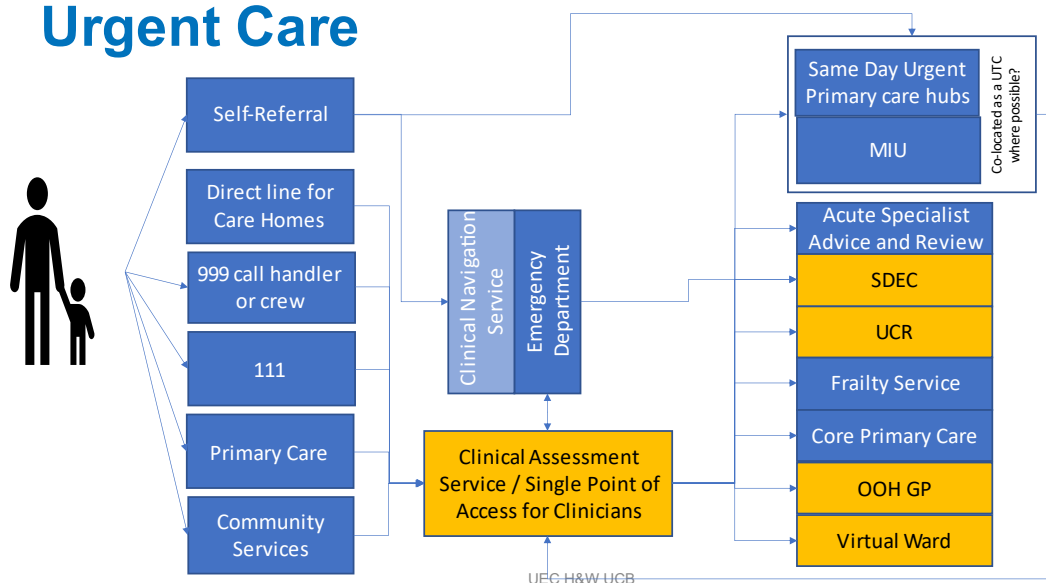 Urgent Care
Self-Referral
Direct line for
Care Homes
999 call handler
or crew
111
Primary Care
Community
Services
Clinical Navigation
Service
Emergency
Department
Clinical Assessment
Service / Single Point of
Access for Clinicians
Same Day Urgent
Primary care hubs
MIU
Co-located as a UTC
where possible?
Acute Specialist
Advice and Review
SDEC
UCR
Frailty Service
Core Primary Care
OOH GP
Virtual Ward
UEC H&W UCB